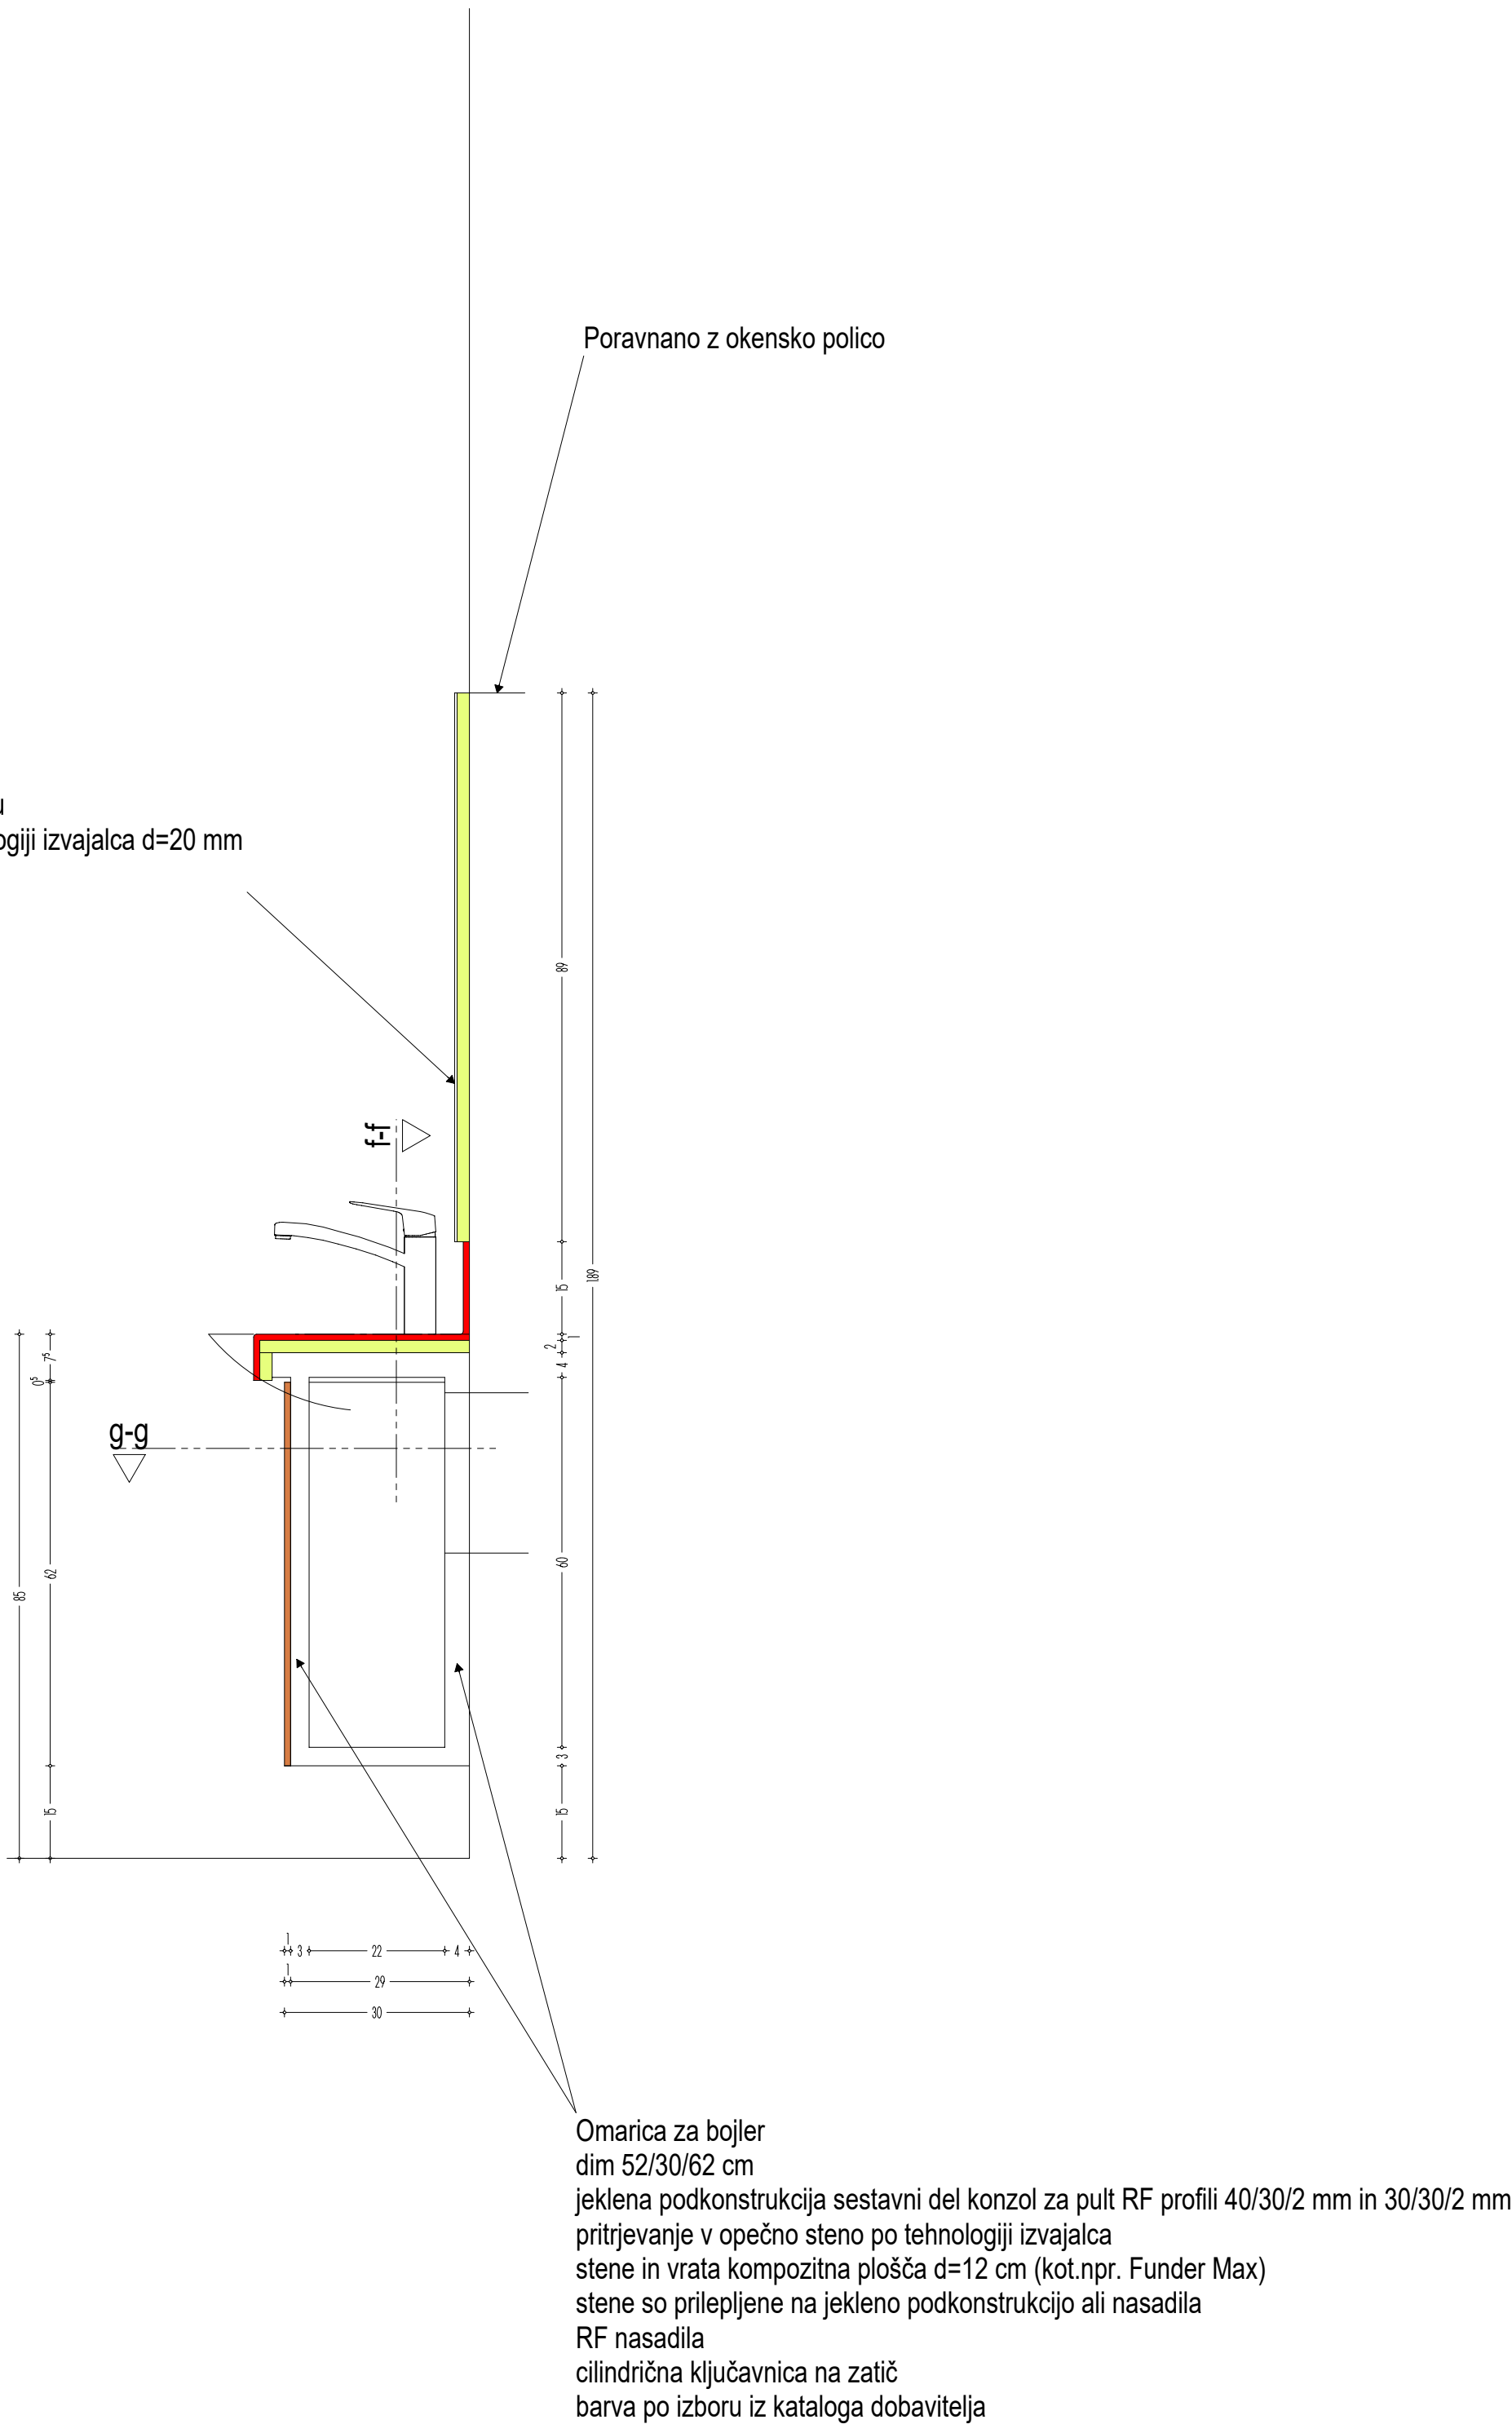 Poravnano z okensko polico
u
ogiji izvajalca d=20 mm
89
f-f
15
189
2
1
4
7⁵
0⁵
g-g
60
62
85
3
15
15
1
3
22
4
1
29
30
Omarica za bojler
dim 52/30/62 cm
jeklena podkonstrukcija sestavni del konzol za pult RF profili 40/30/2 mm in 30/30/2 mm
pritrjevanje v opečno steno po tehnologiji izvajalca
stene in vrata kompozitna plošča d=12 cm (kot.npr. Funder Max)
stene so prilepljene na jekleno podkonstrukcijo ali nasadila
RF nasadila
cilindrična ključavnica na zatič
barva po izboru iz kataloga dobavitelja